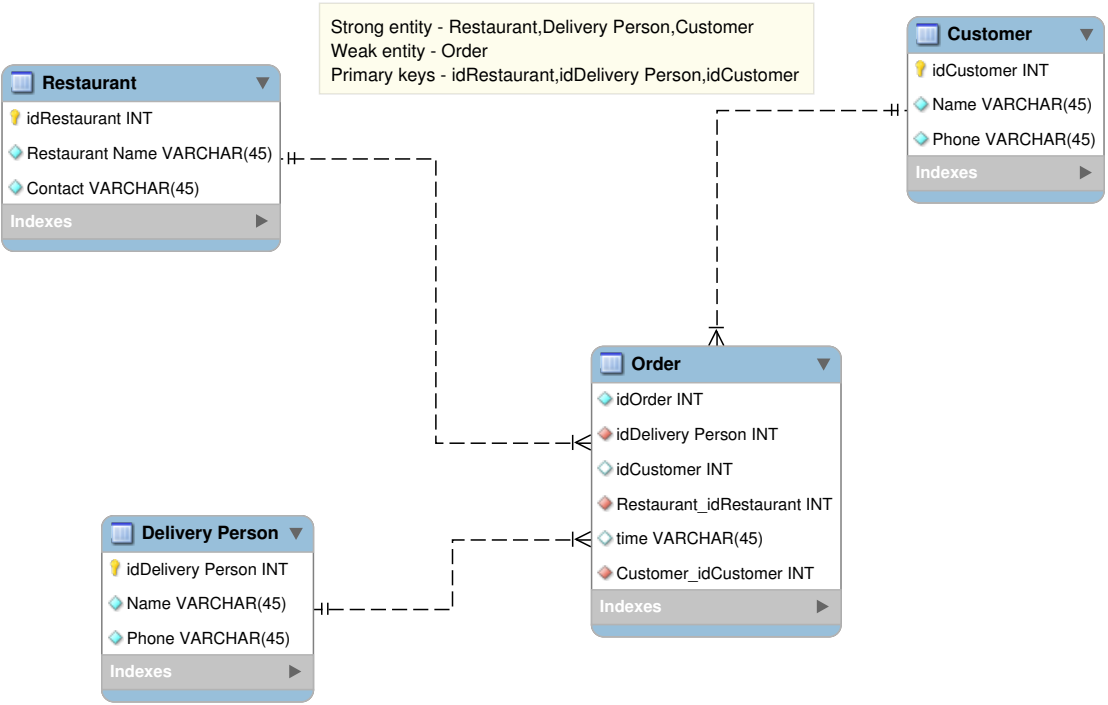 Strong entity - Restaurant,Delivery Person,Customer
Weak entity - Order
Primary keys - idRestaurant,idDelivery Person,idCustomer
Customer
idCustomer INT
Name VARCHAR(45)
Phone VARCHAR(45)
Indexes
Restaurant
idRestaurant INT
Restaurant Name VARCHAR(45)
Contact VARCHAR(45)
Indexes
Order
idOrder INT
idDelivery Person INT
idCustomer INT
Restaurant_idRestaurant INT
time VARCHAR(45)
Customer_idCustomer INT
Indexes
Delivery Person
idDelivery Person INT
Name VARCHAR(45)
Phone VARCHAR(45)
Indexes